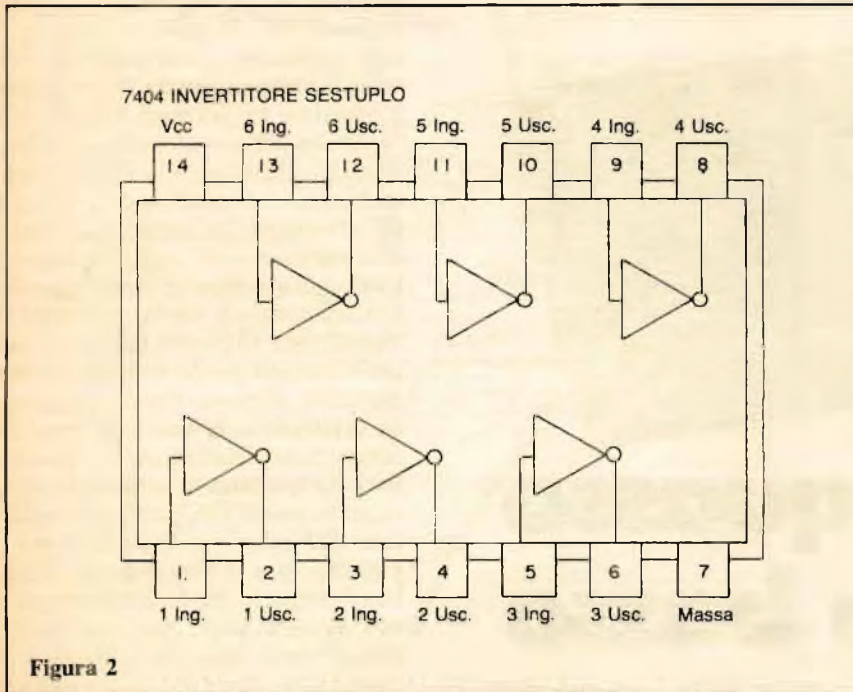 7404 INVERTITORE SESTUPLO
Vcc 6 Ing. 6 Usc. 5 Ing. 5 Usc. 4 Ing. 4 Usc.
14 13 12 11 10 9 8
1 2 3 4 5 6 7
1 Ing. 1 Usc. 2 Ing. 2 Usc. 3 Ing. 3 Usc. Massa
Figura 2